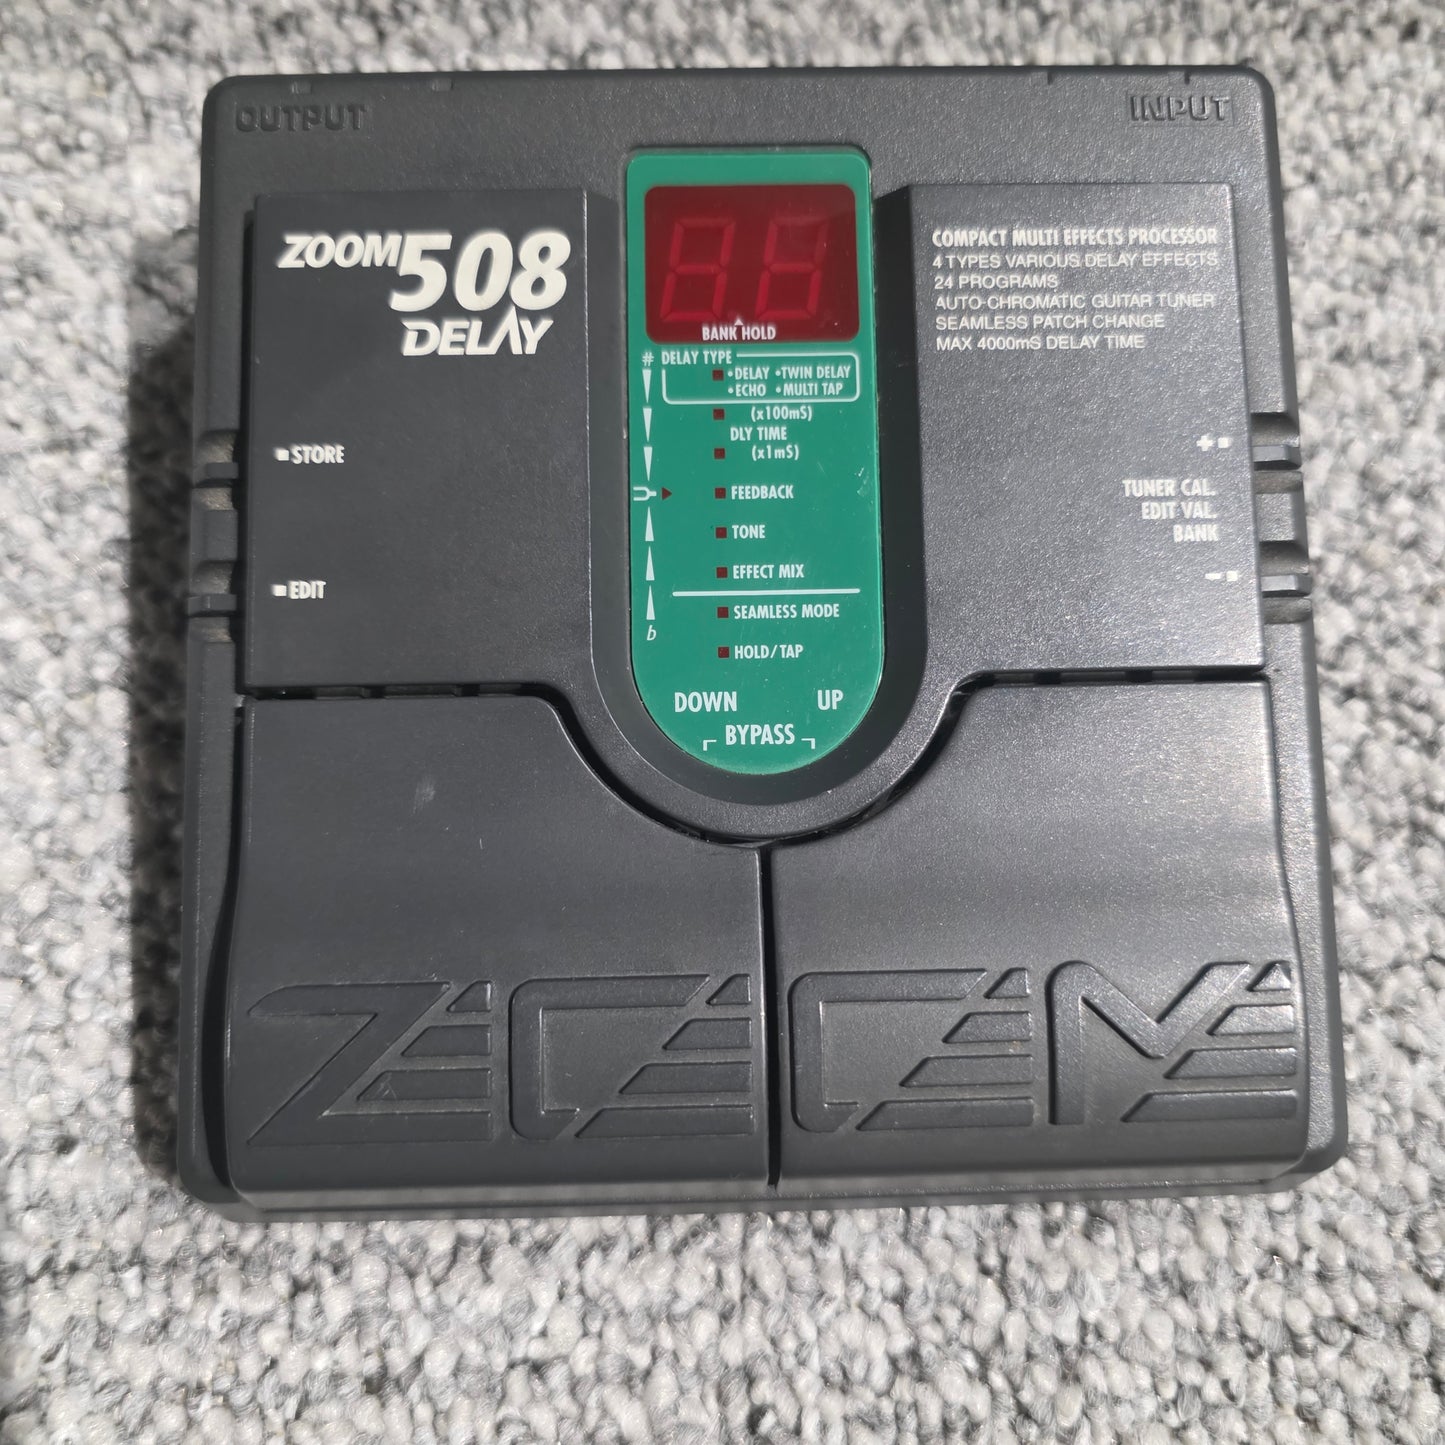 OUTPUT
INPUT
ZOOM 508
DELAY
COMPACT MULTI EFFECTS PROCESSOR
4 TYPES VARIOUS DELAY EFFECTS
24 PROGRAMS
AUTO-CHROMATIC GUITAR TUNER
SEAMLESS PATCH CHANGE
MAX 4000mS DELAY TIME
BANK HOLD
# DELAY TYPE
•DELAY •TWIN DELAY
•ECHO •MULTI TAP
(x100mS)
DLY TIME
(x1mS)
FEEDBACK
TONE
EFFECT MIX
SEAMLESS MODE
b
HOLD/TAP
DOWN UP
BYPASS
STORE
EDIT
+
TUNER CAL.
EDIT VAL.
BANK
-
ZOOM